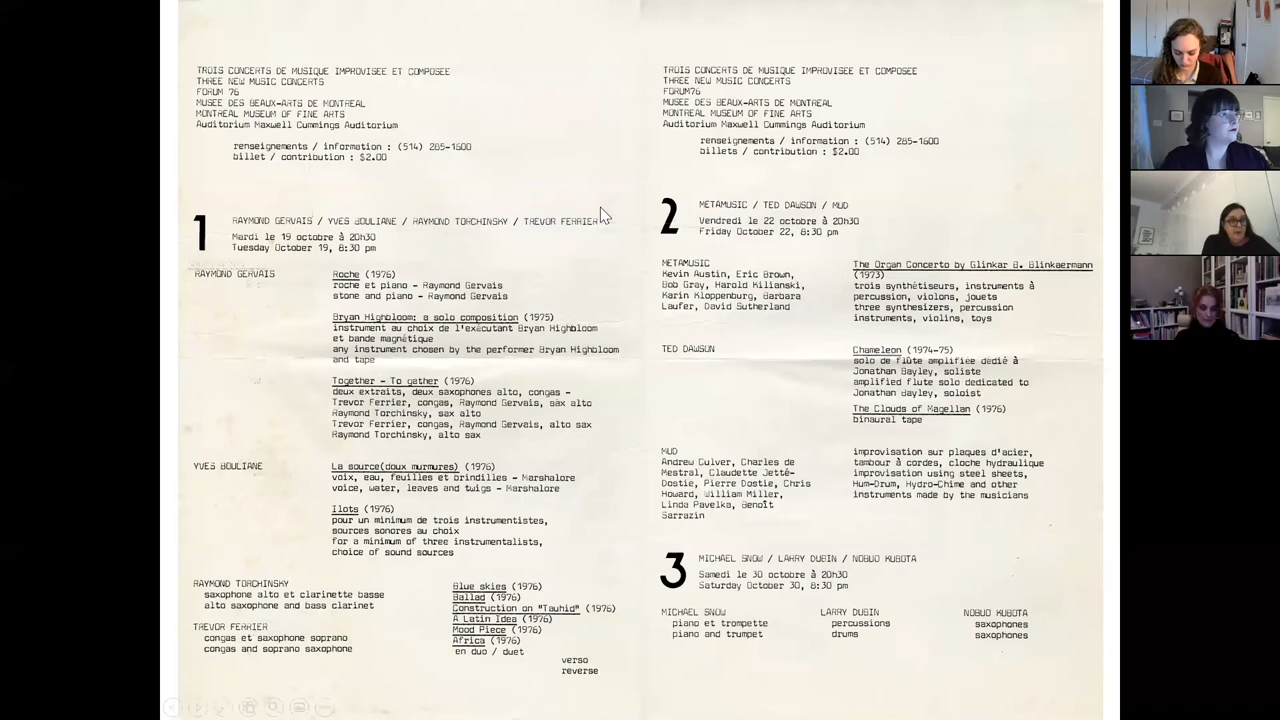 TROIS CONCERTS DE MUSIQUE IMPROVISEE ET COMPOSEE
THREE NEW MUSIC CONCERTS
FORUM 76
MUSEE DES BEAUX-ARTS DE MONTREAL
MONTREAL MUSEUM OF FINE ARTS
Auditorium Maxwell Cummings Auditorium
renseignements / information : (514) 285-1600
billet / contribution : $2.00
1
RAYMOND GERVAIS / YVES BOULIANE / RAYMOND TORCHINSKY / TREVOR FERRIER
Mardi le 19 octobre à 20h30
Tuesday October 19, 8:30 pm
RAYMOND GERVAIS
Roche (1976)
roche et piano - Raymond Gervais
stone and piano - Raymond Gervais
Bryan Highbloom: a solo composition (1975)
instrument au choix de l'exécutant Bryan Highbloom
et bande magnétique
any instrument chosen by the performer Bryan Highbloom
and tape
Together - To gather (1976)
deux extraits, deux saxophones alto, congas -
Trevor Ferrier, congas, Raymond Gervais, sax alto
Raymond Torchinsky, sax alto
Trevor Ferrier, congas, Raymond Gervais, alto sax
Raymond Torchinsky, alto sax
YVES BOULIANE
La source(doux murmures) (1976)
voix, eau, feuilles et brindilles - Marshalore
voice, water, leaves and twigs - Marshalore
Ilots (1976)
pour un minimum de trois instrumentistes,
sources sonores au choix
for a minimum of three instrumentalists,
choice of sound sources
RAYMOND TORCHINSKY
saxophone alto et clarinette basse
alto saxophone and bass clarinet
TREVOR FERRIER
congas et saxophone soprano
congas and soprano saxophone
Blue skies (1976)
Ballad (1976)
Construction on "Tauhid" (1976)
A Latin Idea (1976)
Mood Piece (1976)
Africa (1976)
en duo / duet
verso
reverse
TROIS CONCERTS DE MUSIQUE IMPROVISEE ET COMPOSEE
THREE NEW MUSIC CONCERTS
FORUM76
MUSEE DES BEAUX-ARTS DE MONTREAL
MONTREAL MUSEUM OF FINE ARTS
Auditorium Maxwell Cummings Auditorium
renseignements / information : (514) 285-1600
billets / contribution : $2.00
2
METAMUSIC / TED DAWSON / MUD
Vendredi le 22 octobre à 20h30
Friday October 22, 8:30 pm
METAMUSIC
Kevin Austin, Eric Brown,
Bob Gray, Harold Kilianski,
Karin Kloppenburg, Barbara
Laufer, David Sutherland
The Organ Concerto by Glinkar B. Blinkaermann
(1973)
trois synthétiseurs, instruments à
percussion, violons, jouets
three synthesizers, percussion
instruments, violins, toys
TED DAWSON
Chameleon (1974-75)
solo de flûte amplifiée dédié à
Jonathan Bayley, soliste
amplified flute solo dedicated to
Jonathan Bayley, soloist
The Clouds of Magellan (1976)
binaural tape
MUD
Andrew Culver, Charles de
Mestral, Claudette Jetté-
Dostie, Pierre Dostie, Chris
Howard, William Miller,
Linda Pavelka, Benoît
Sarrazin
improvisation sur plaques d'acier,
tambour à cordes, cloche hydraulique
improvisation using steel sheets,
Hum-Drum, Hydro-Chime and other
instruments made by the musicians
3
MICHAEL SNOW / LARRY DUBIN / NOBUO KUBOTA
Samedi le 30 octobre à 20h30
Saturday October 30, 8:30 pm
MICHAEL SNOW
piano et trompette
piano and trumpet
LARRY DUBIN
percussions
drums
NOBUO KUBOTA
saxophones
saxophones